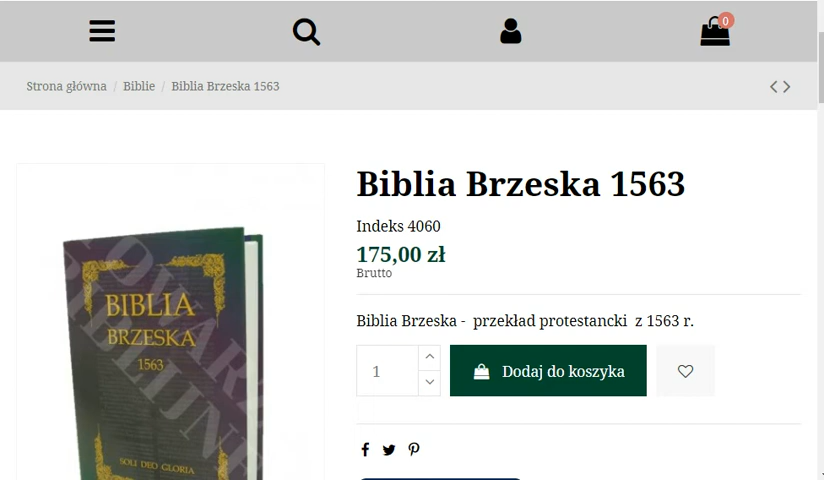 0
Strona główna / Biblie / Biblia Brzeska 1563
Biblia Brzeska 1563
Indeks 4060
175,00 zł
Brutto
Biblia Brzeska - przekład protestancki z 1563 r.
1
Dodaj do koszyka
BIBLIA
BRZESKA
1563
SOLI DEO GLORIA